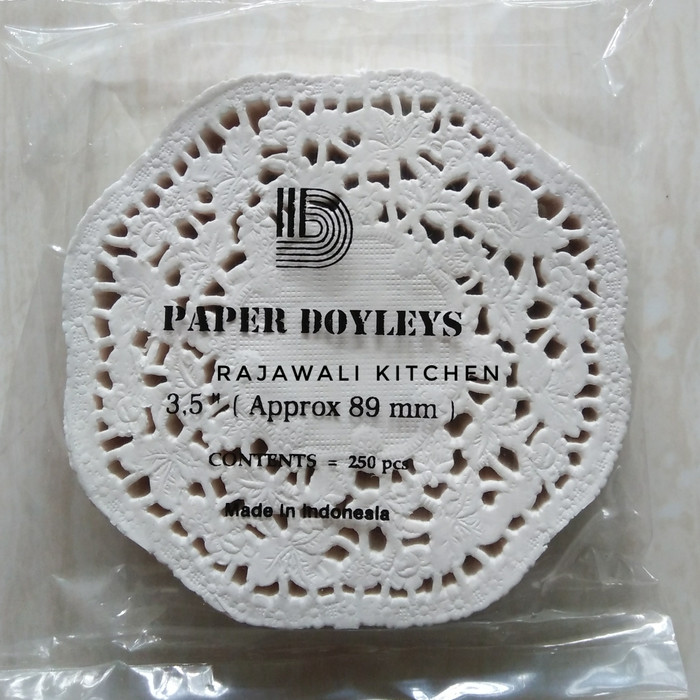 D
PAPER DOYLEYS
RAJAWALI KITCHEN
3,5 " ( Approx 89 mm )
CONTENTS = 250 pcs
Made in Indonesia